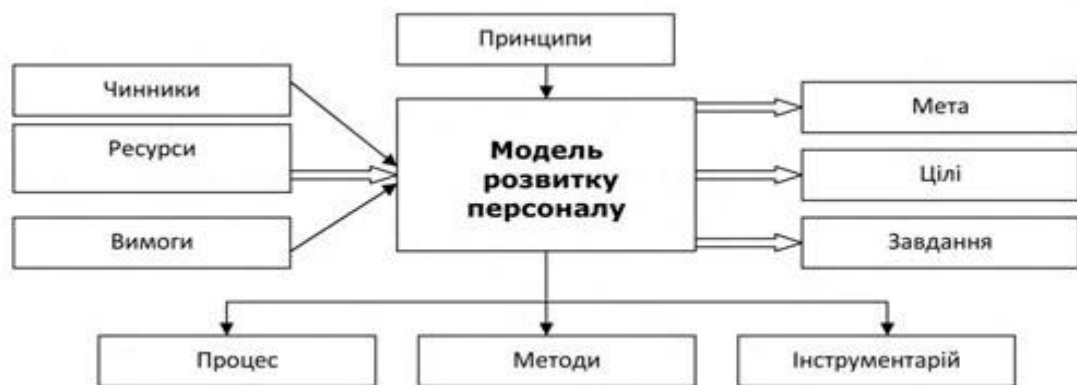 Принципи
Чинники
Ресурси
Вимоги
Модель
розвитку
персоналу
Мета
Цілі
Завдання
Процес
Методи
Інструментарій